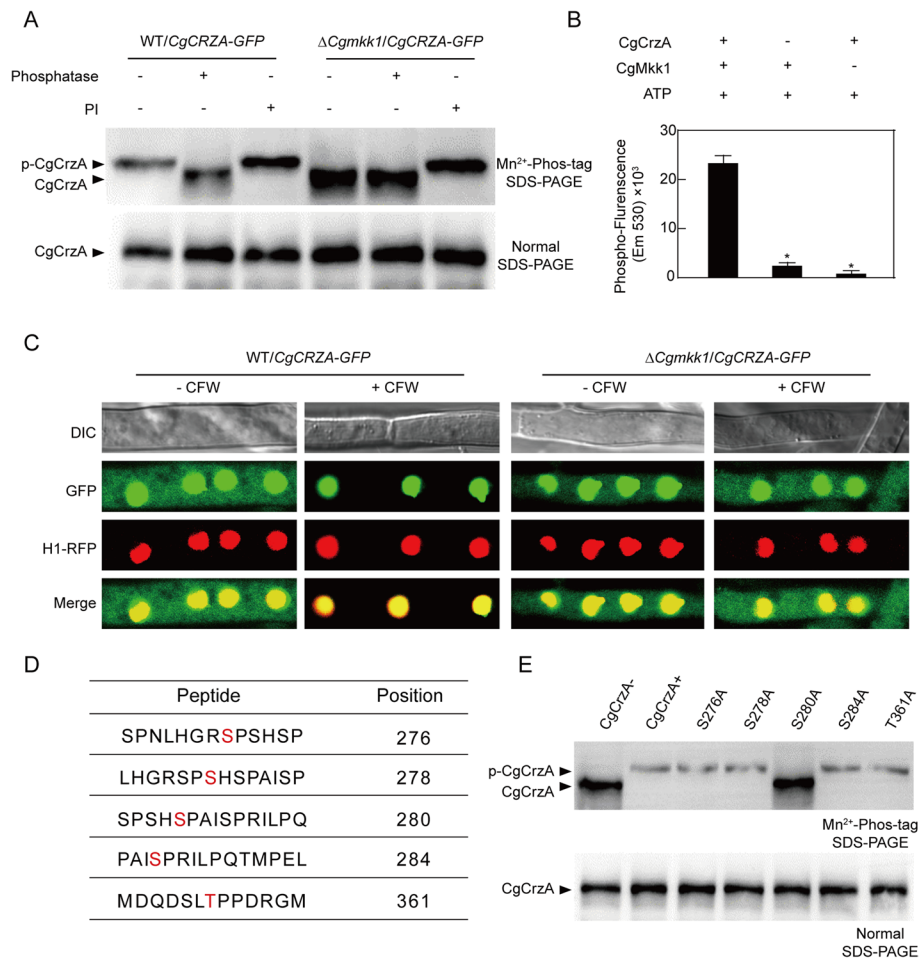 A
WT/CgCRZA-GFP ΔCgmkk1/CgCRZA-GFP
Phosphatase - + - - + -
PI - - + - - +
p-CgCrzA
CgCrzA
Mn2+-Phos-tag
SDS-PAGE
CgCrzA
Normal
SDS-PAGE
B
CgCrzA + - +
CgMkk1 + + -
ATP + + +
Phospho-Flurenscence
(Em 530) ×10³
30
20
10
0
* *
C
WT/CgCRZA-GFP ΔCgmkk1/CgCRZA-GFP
- CFW + CFW - CFW + CFW
DIC
GFP
H1-RFP
Merge
D
Peptide Position
SPNLHGRSPSHSP 276
LHGRSPSHSPAISP 278
SPSHSPAISPRILPQ 280
PAISPRILPQTMPEL 284
MDQDSLTPPDRGM 361
E
CgCrzA- CgCrzA+ S276A S278A S280A S284A T361A
p-CgCrzA
CgCrzA
Mn2+-Phos-tag
SDS-PAGE
CgCrzA
Normal
SDS-PAGE